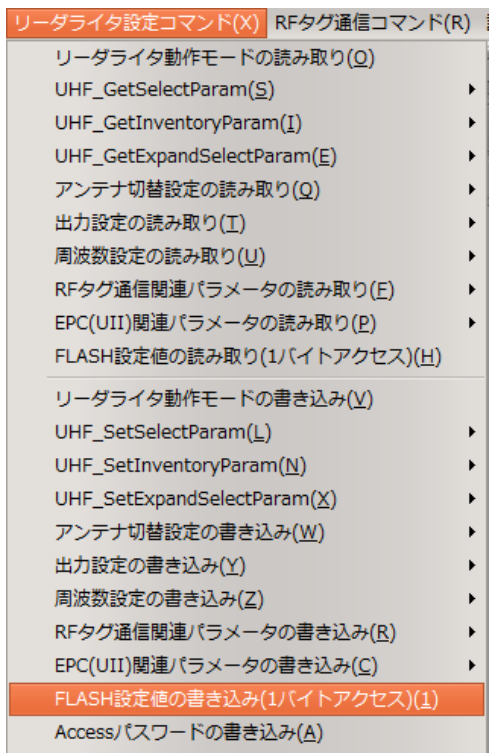 リーダライタ設定コマンド(X) RFタグ通信コマンド(R)
リーダライタ動作モードの読み取り(O)
UHF_GetSelectParam(S)
UHF_GetInventoryParam(I)
UHF_GetExpandSelectParam(E)
アンテナ切替設定の読み取り(Q)
出力設定の読み取り(T)
周波数設定の読み取り(U)
RFタグ通信関連パラメータの読み取り(F)
EPC(UII)関連パラメータの読み取り(P)
FLASH設定値の読み取り(1バイトアクセス)(H)
リーダライタ動作モードの書き込み(V)
UHF_SetSelectParam(L)
UHF_SetInventoryParam(N)
UHF_SetExpandSelectParam(X)
アンテナ切替設定の書き込み(W)
出力設定の書き込み(Y)
周波数設定の書き込み(Z)
RFタグ通信関連パラメータの書き込み(R)
EPC(UII)関連パラメータの書き込み(C)
FLASH設定値の書き込み(1バイトアクセス)(1)
Accessパスワードの書き込み(A)